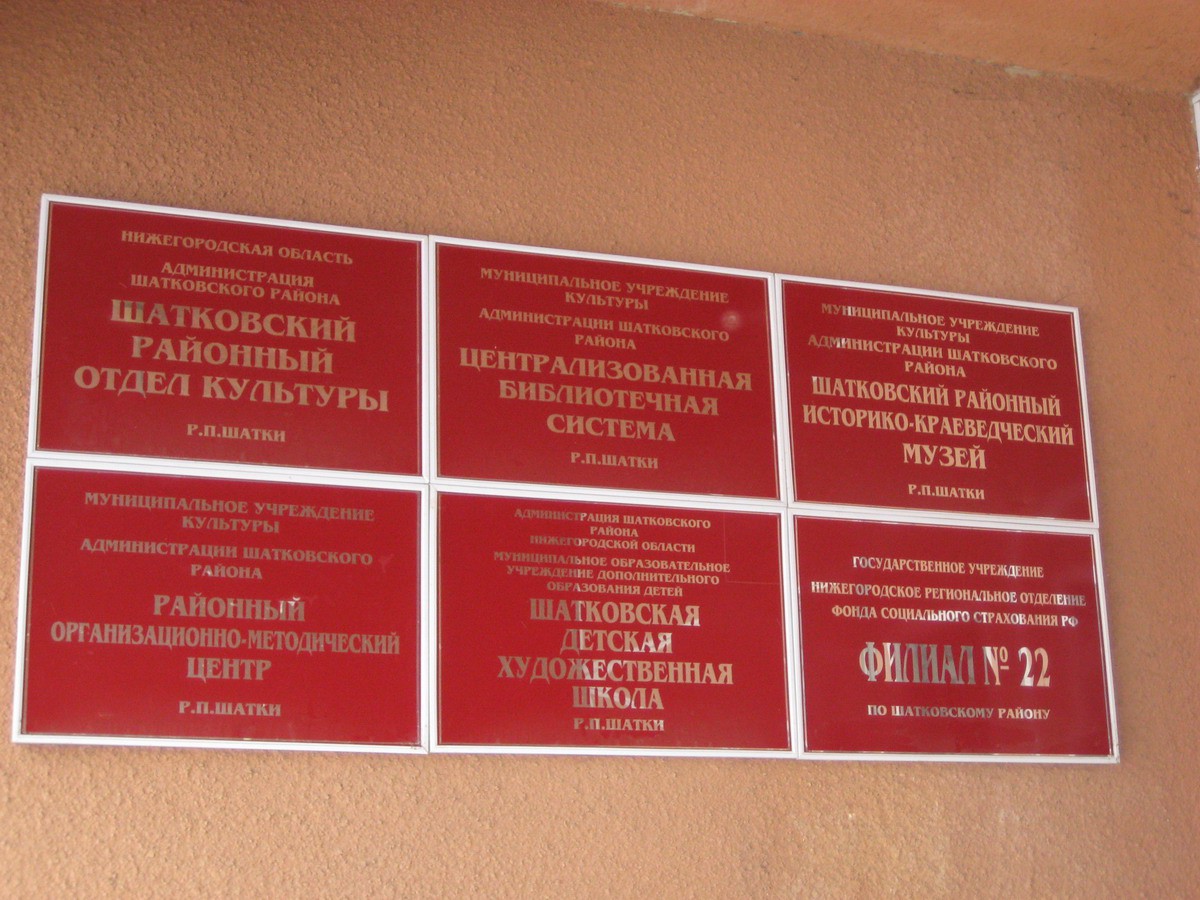 НИЖЕГОРОДСКАЯ ОБЛАСТЬ
АДМИНИСТРАЦИЯ
ШАТКОВСКОГО РАЙОНА
ШАТКОВСКИЙ
РАЙОННЫЙ
ОТДЕЛ КУЛЬТУРЫ
Р.П.ШАТКИ
МУНИЦИПАЛЬНОЕ УЧРЕЖДЕНИЕ
КУЛЬТУРЫ
АДМИНИСТРАЦИИ ШАТКОВСКОГО
РАЙОНА
ЦЕНТРАЛИЗОВАННАЯ
БИБЛИОТЕЧНАЯ
СИСТЕМА
Р.П.ШАТКИ
МУНИЦИПАЛЬНОЕ УЧРЕЖДЕНИЕ
КУЛЬТУРЫ
АДМИНИСТРАЦИИ ШАТКОВСКОГО
РАЙОНА
ШАТКОВСКИЙ РАЙОННЫЙ
ИСТОРИКО-КРАЕВЕДЧЕСКИЙ
МУЗЕЙ
Р.П.ШАТКИ
МУНИЦИПАЛЬНОЕ УЧРЕЖДЕНИЕ
КУЛЬТУРЫ
АДМИНИСТРАЦИИ ШАТКОВСКОГО
РАЙОНА
РАЙОННЫЙ
ОРГАНИЗАЦИОННО-МЕТОДИЧЕСКИЙ
ЦЕНТР
Р.П.ШАТКИ
АДМИНИСТРАЦИЯ ШАТКОВСКОГО
РАЙОНА
НИЖЕГОРОДСКОЙ ОБЛАСТИ
МУНИЦИПАЛЬНОЕ ОБРАЗОВАТЕЛЬНОЕ
УЧРЕЖДЕНИЕ ДОПОЛНИТЕЛЬНОГО
ОБРАЗОВАНИЯ ДЕТЕЙ
ШАТКОВСКАЯ
ДЕТСКАЯ
ХУДОЖЕСТВЕННАЯ
ШКОЛА
Р.П.ШАТКИ
ГОСУДАРСТВЕННОЕ УЧРЕЖДЕНИЕ
НИЖЕГОРОДСКОЕ РЕГИОНАЛЬНОЕ ОТДЕЛЕНИЕ
ФОНДА СОЦИАЛЬНОГО СТРАХОВАНИЯ РФ
ФИЛИАЛ № 22
ПО ШАТКОВСКОМУ РАЙОНУ